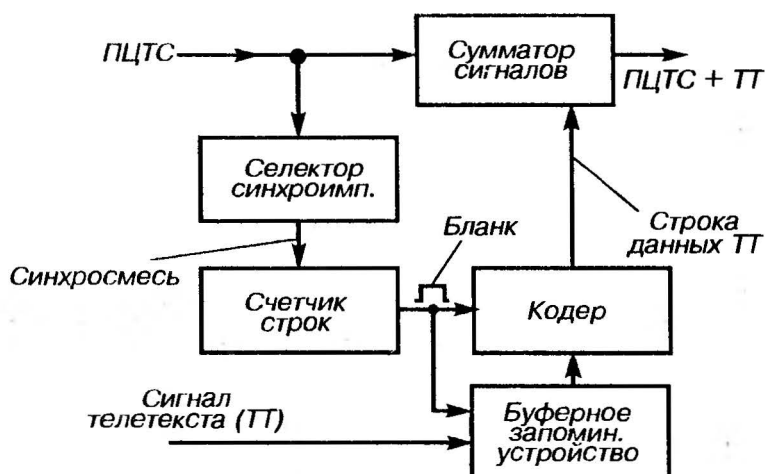 ПЦТС
Сумматор
сигналов
ПЦТС + ТТ
Селектор
синхроимп.
Синхросмесь
Бланк
Строка
данных ТТ
Счетчик
строк
Кодер
Сигнал
телетекста (ТТ)
Буферное
запомин.
устройство